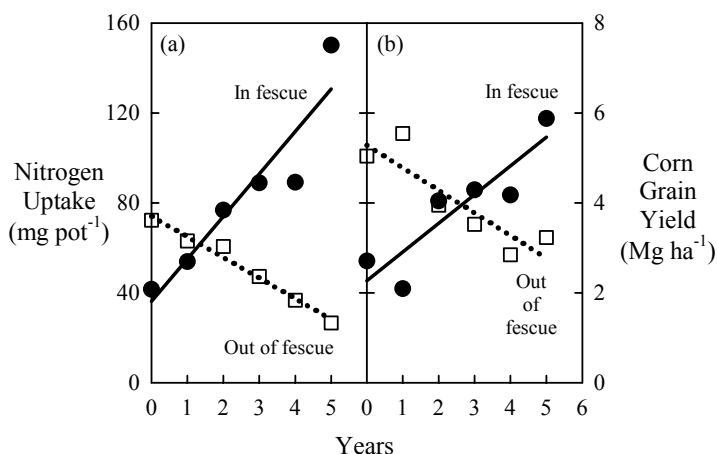 160
120
80
40
0
Nitrogen
Uptake
(mg pot⁻¹)
(a)
In fescue
Out of fescue
0 1 2 3 4 5
(b)
In fescue
Out
of
fescue
0 1 2 3 4 5 6
Years
8
6
4
2
0
Corn
Grain
Yield
(Mg ha⁻¹)